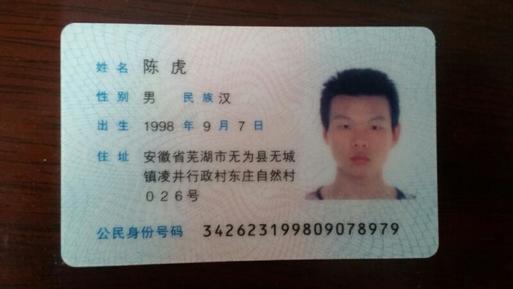 姓名 陈虎
性别 男 民族 汉
出生 1998 年 9 月 7 日
住址 安徽省芜湖市无为县无城
镇凌井行政村东庄自然村
026号
公民身份号码 342623199809078979